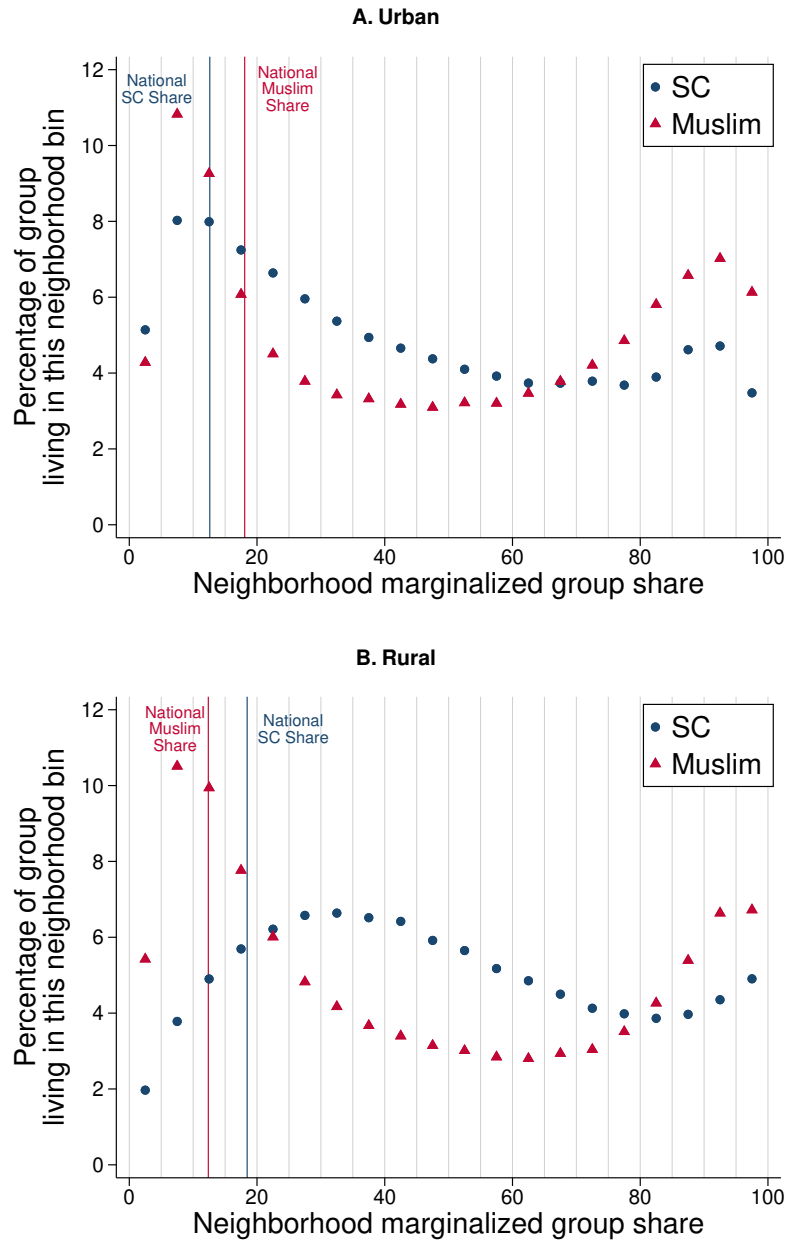 A. Urban
National
SC Share
National
Muslim
Share
SC
Muslim
12
10
8
6
4
2
0
Percentage of group
living in this neighborhood bin
0 20 40 60 80 100
Neighborhood marginalized group share
B. Rural
National
Muslim
Share
National
SC Share
SC
Muslim
12
10
8
6
4
2
0
Percentage of group
living in this neighborhood bin
0 20 40 60 80 100
Neighborhood marginalized group share